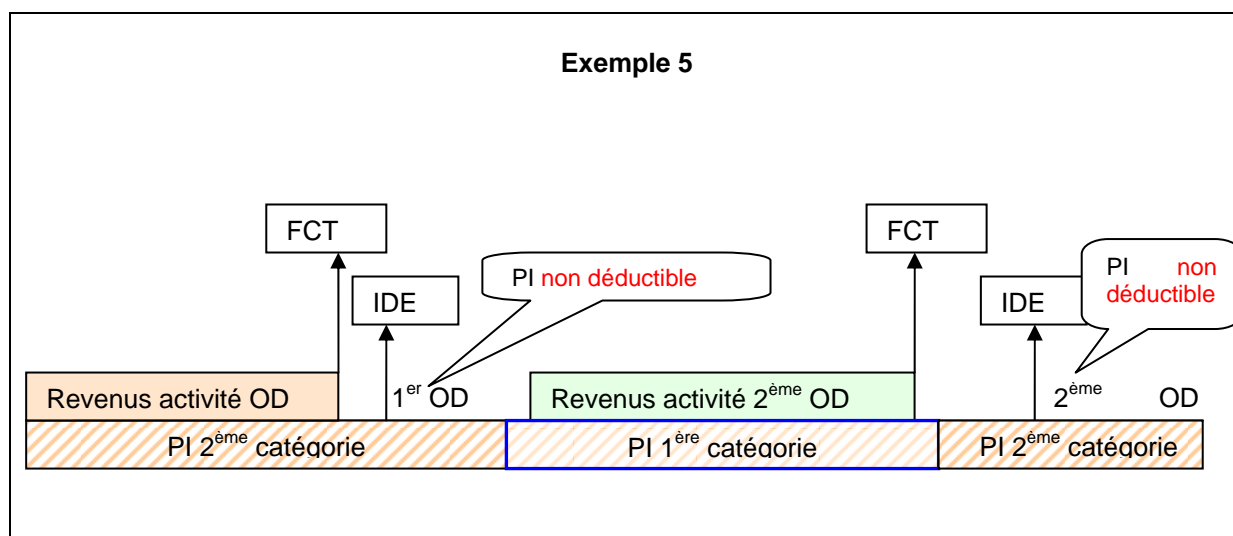 Exemple 5
FCT
FCT
PI non déductible
PI non
déductible
IDE
IDE
Revenus activité OD
1er OD
Revenus activité 2ème OD
2ème OD
PI 2ème catégorie
PI 1ère catégorie
PI 2ème catégorie